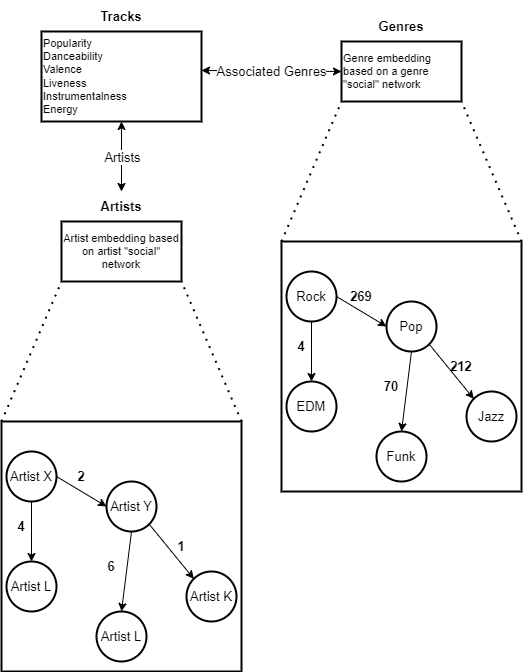 Tracks
Popularity
Danceability
Valence
Liveness
Instrumentalness
Energy
Associated Genres
Genres
Genre embedding
based on a genre
"social" network
Artists
Artists
Artist embedding based
on artist "social"
network
Rock
269
Pop
4
70
212
EDM
Jazz
Funk
Artist X
2
Artist Y
4
6
1
Artist L
Artist K
Artist L